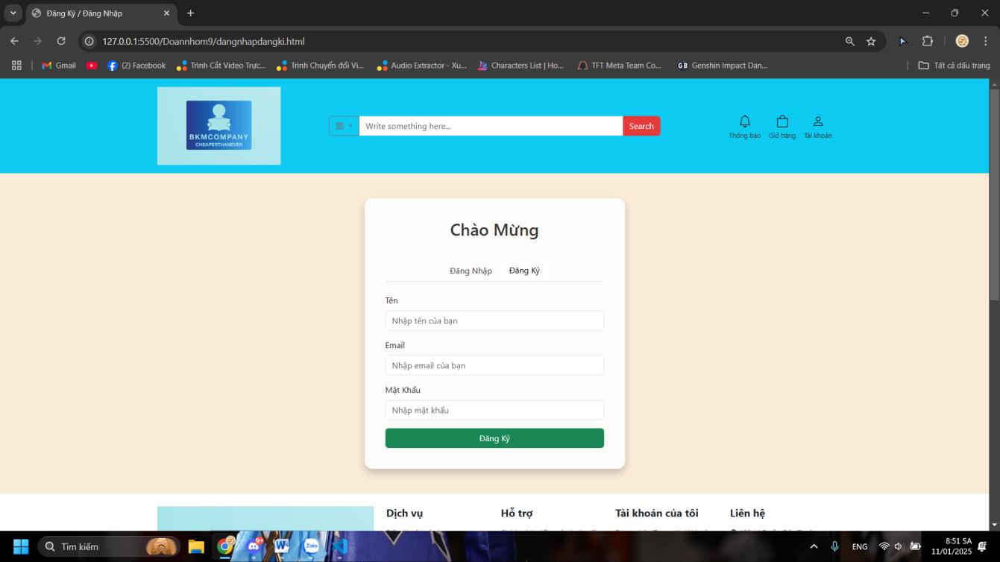 Đăng Ký / Đăng Nhập
127.0.0.1:5500/Doannhom9/dangnhapdangki.html
Gmail
(2) Facebook
Trình Cắt Video Trực...
Trình Chuyển đổi Vi...
Audio Extractor - Xu...
Characters List | Ho...
TFT Meta Team Co...
GB Genshin Impact Dan...
Tất cả dấu trang
BKMCOMPANY
CHEAPERTHANEVER
Write something here...
Search
Thông báo
Giỏ hàng
Tài khoản
Chào Mừng
Đăng Nhập
Đăng Ký
Tên
Nhập tên của bạn
Email
Nhập email của bạn
Mật Khẩu
Nhập mật khẩu
Đăng Ký
Dịch vụ
Hỗ trợ
Tài khoản của tôi
Liên hệ
Tìm kiếm
Zalo
ENG
8:51 SA
11/01/2025